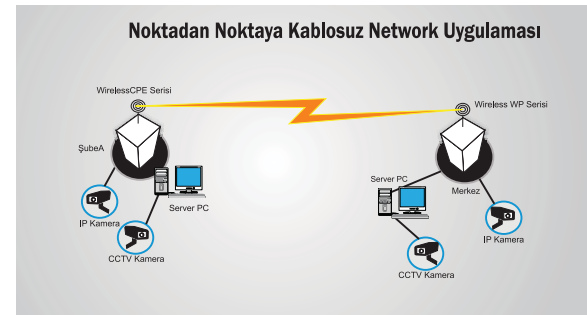 Noktadan Noktaya Kablosuz Network Uygulaması
WirelessCPE Serisi
Wireless WP Serisi
ŞubeA
Server PC
IP Kamera
CCTV Kamera
Server PC
Merkez
IP Kamera
CCTV Kamera